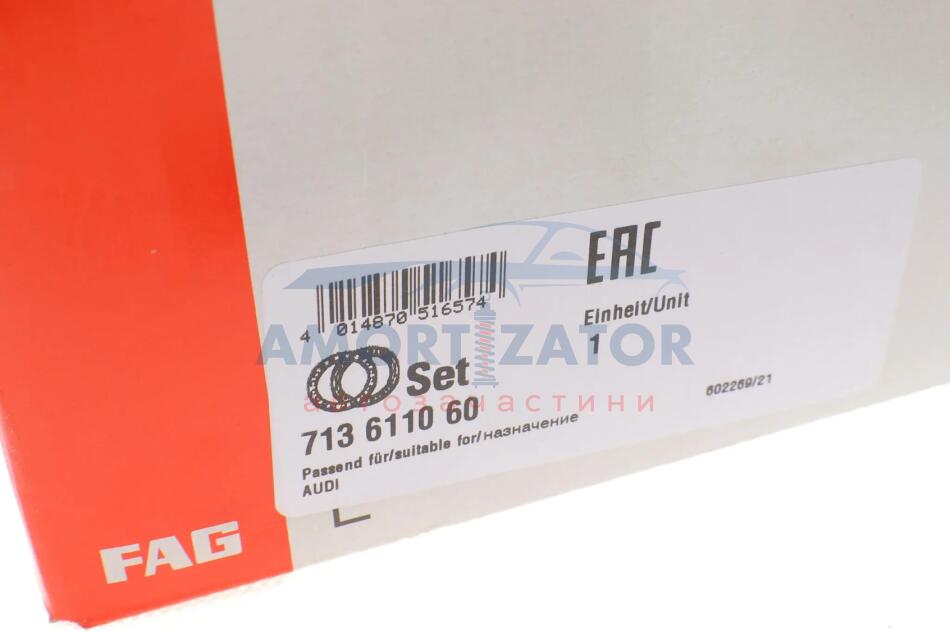 EAC
4 014870 516574
Einheit/Unit
1
AMORTIZATOR
Set
автозапчастини
713 6110 60
602269/21
Passend für/suitable for/назначение
AUDI
FAG